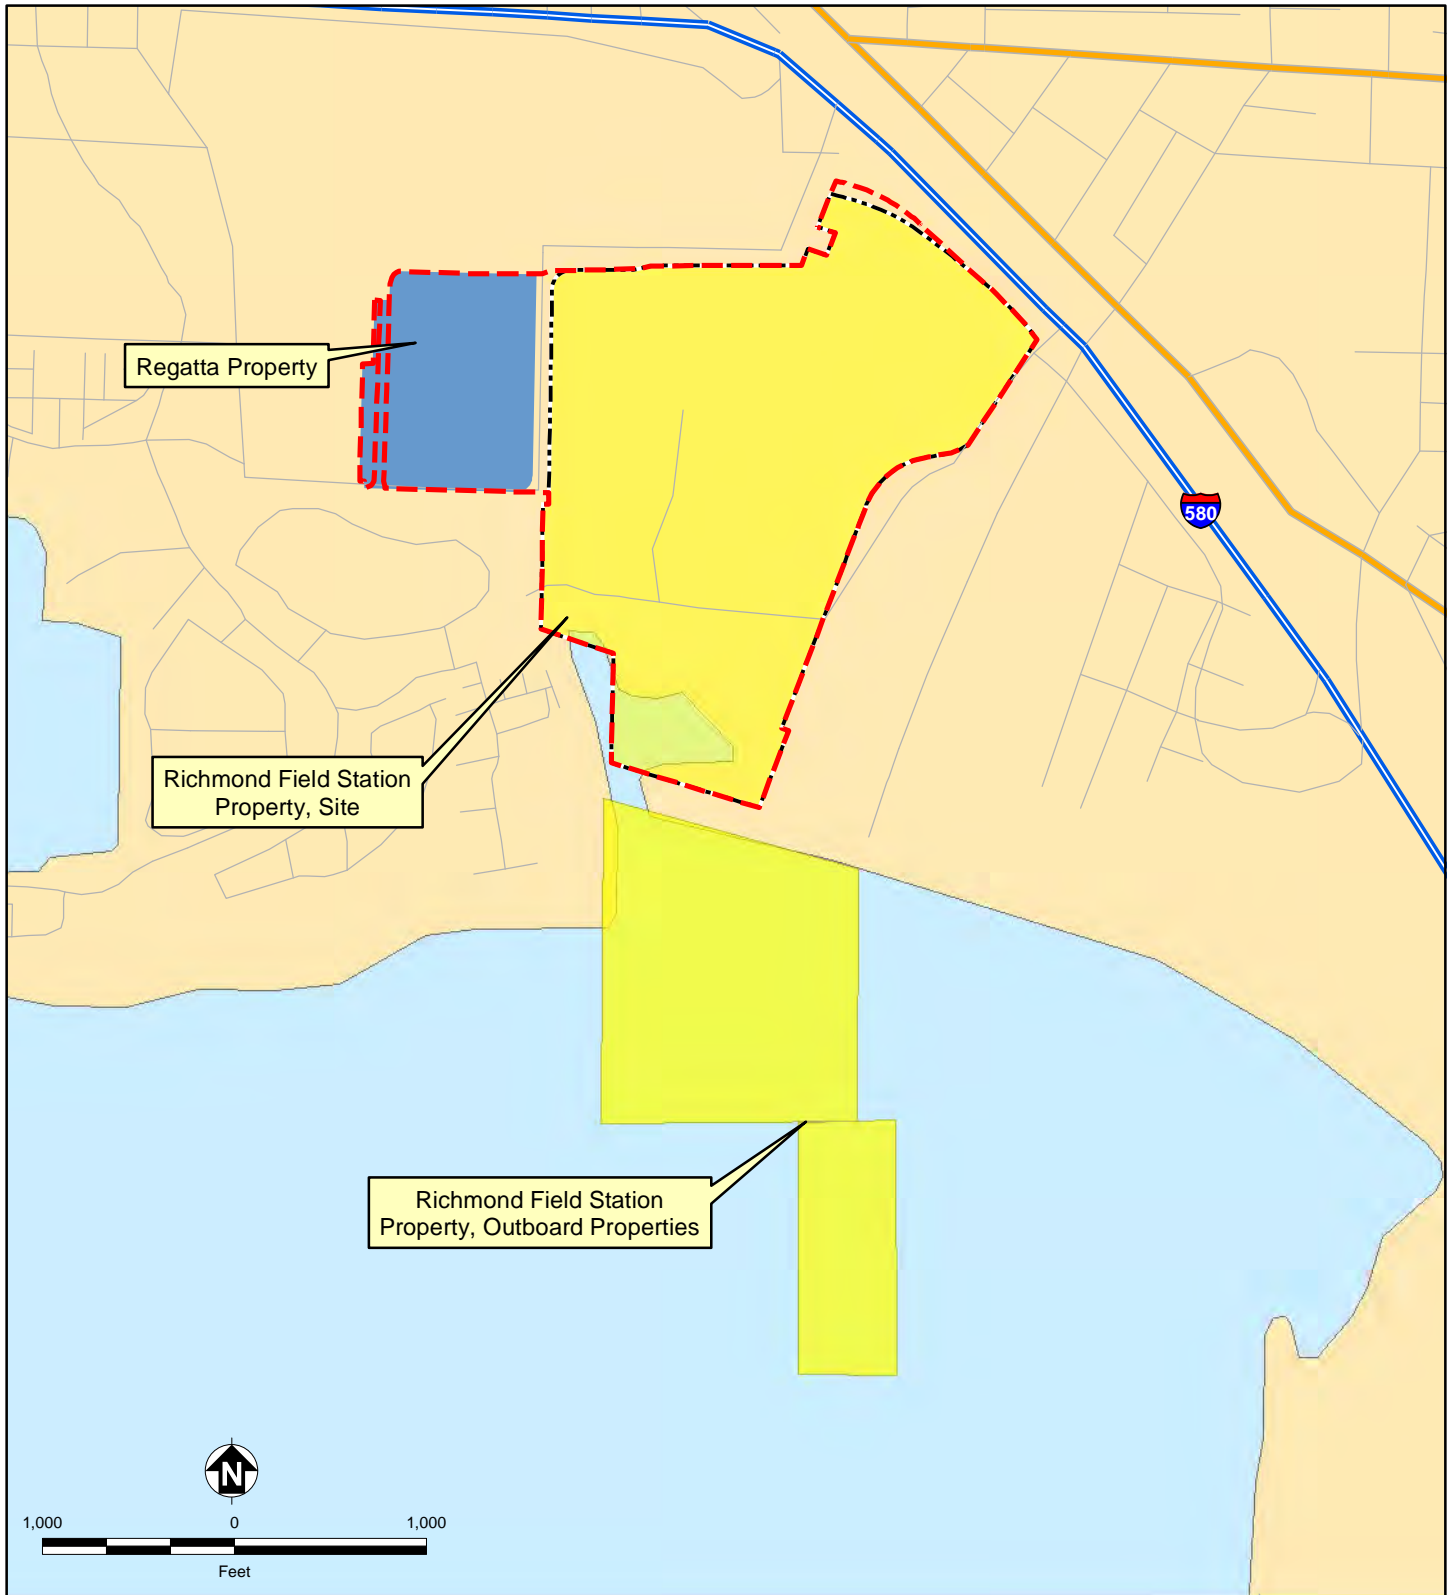 Regatta Property
580
Richmond Field Station
Property, Site
Richmond Field Station
Property, Outboard Properties
N
1,000 0 1,000
Feet